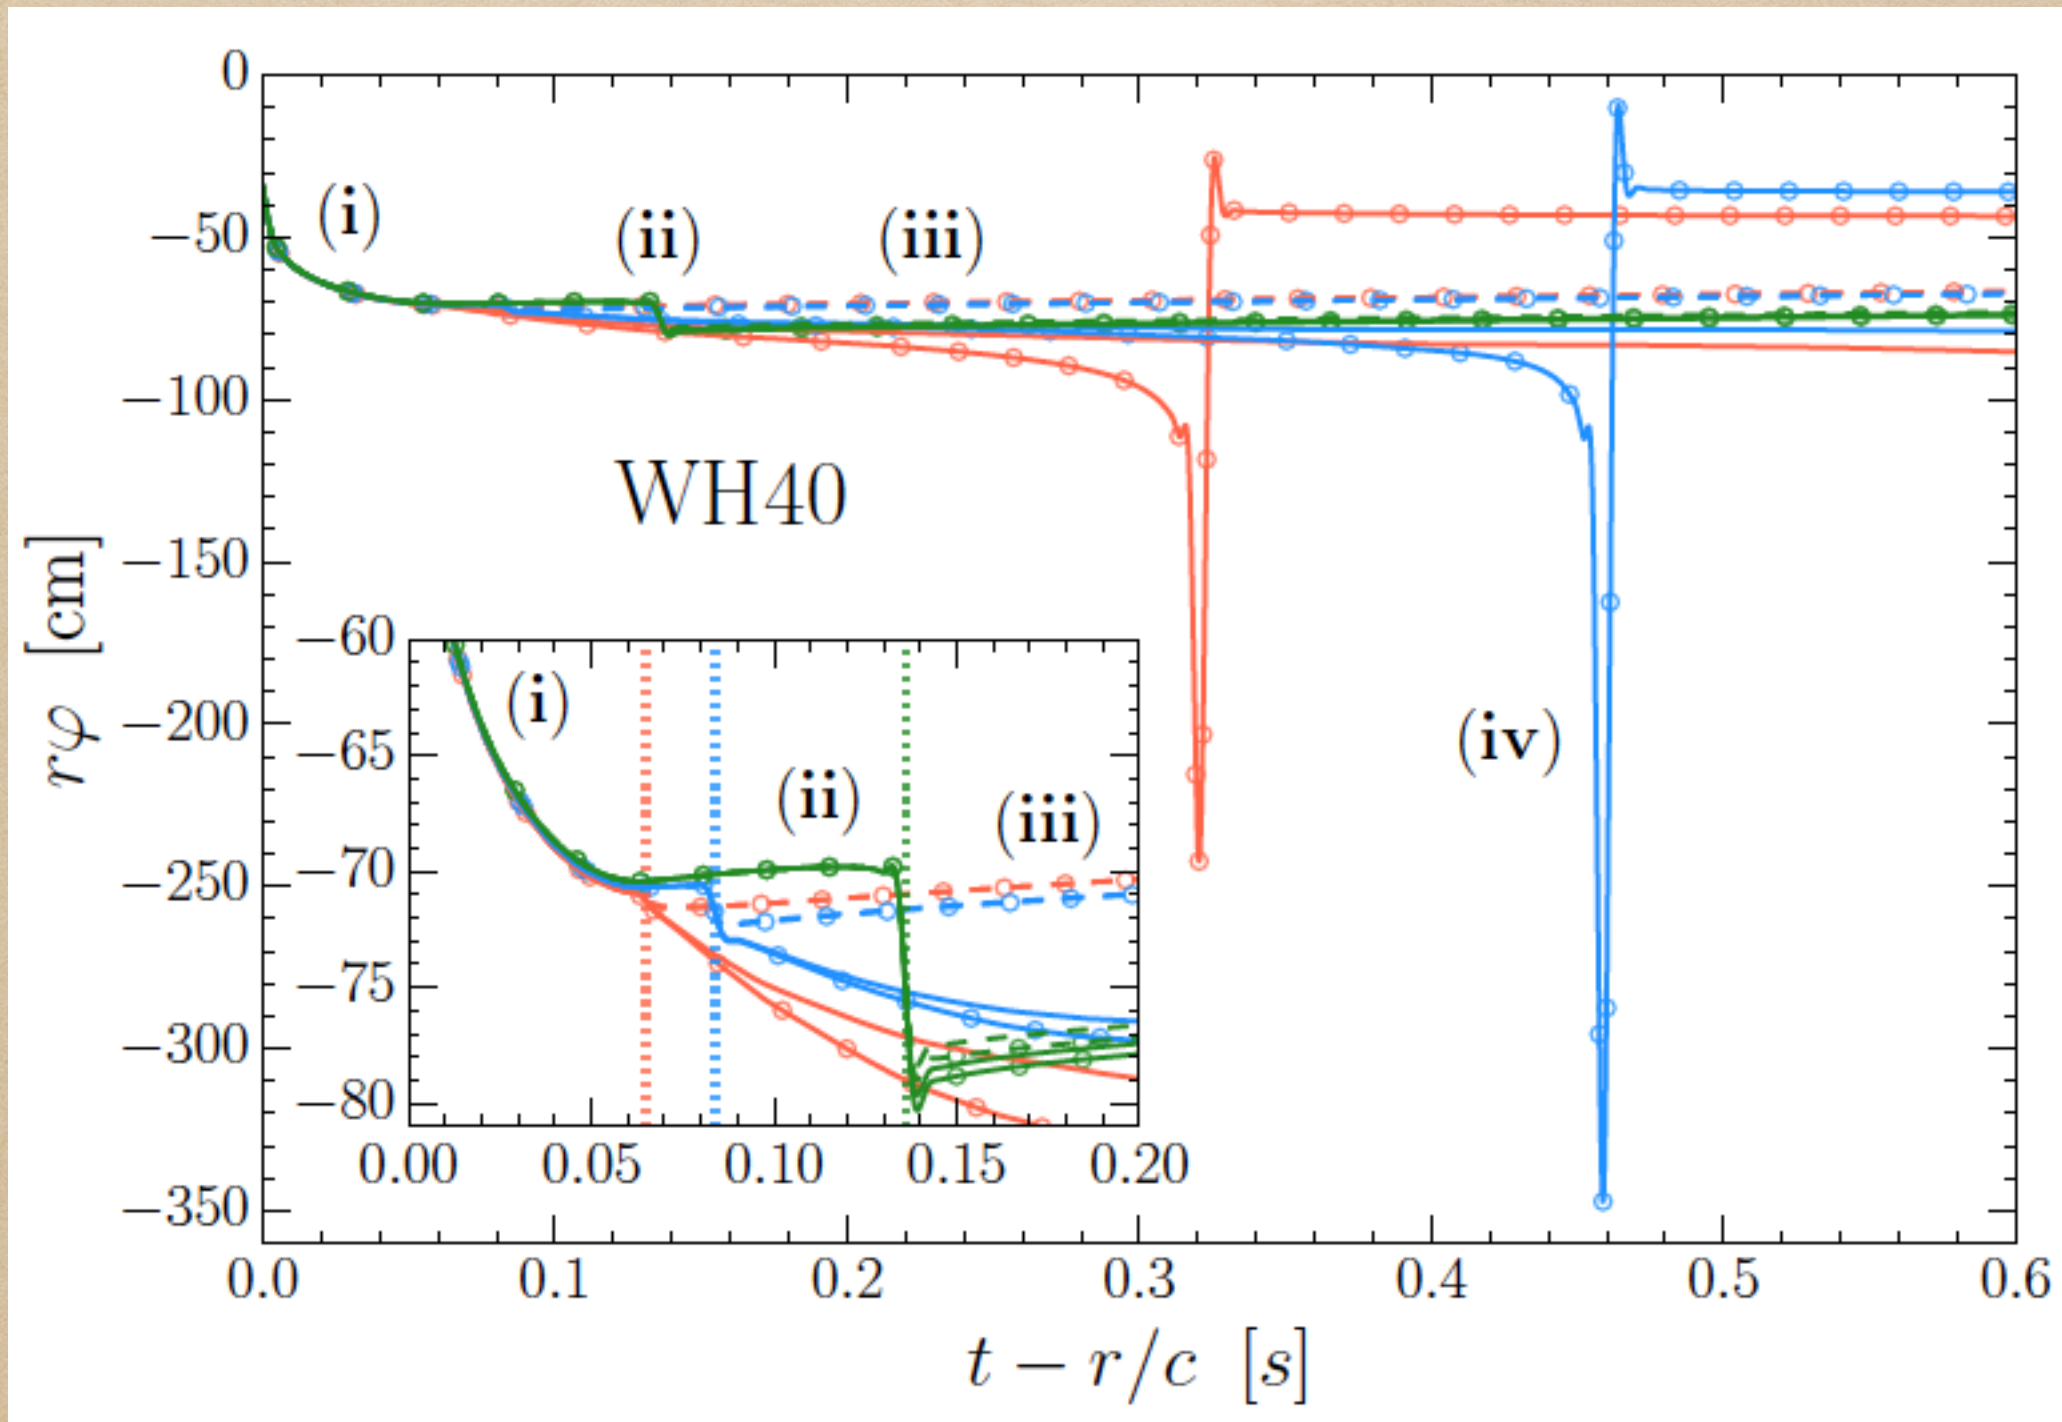 0
−50
−100
−150
−200
−250
−300
−350
rφ [cm]
(i)
(ii)
(iii)
WH40
(iv)
−60
−65
−70
−75
−80
(i)
(ii)
(iii)
0.00 0.05 0.10 0.15 0.20
0.0 0.1 0.2 0.3 0.4 0.5 0.6
t − r/c [s]